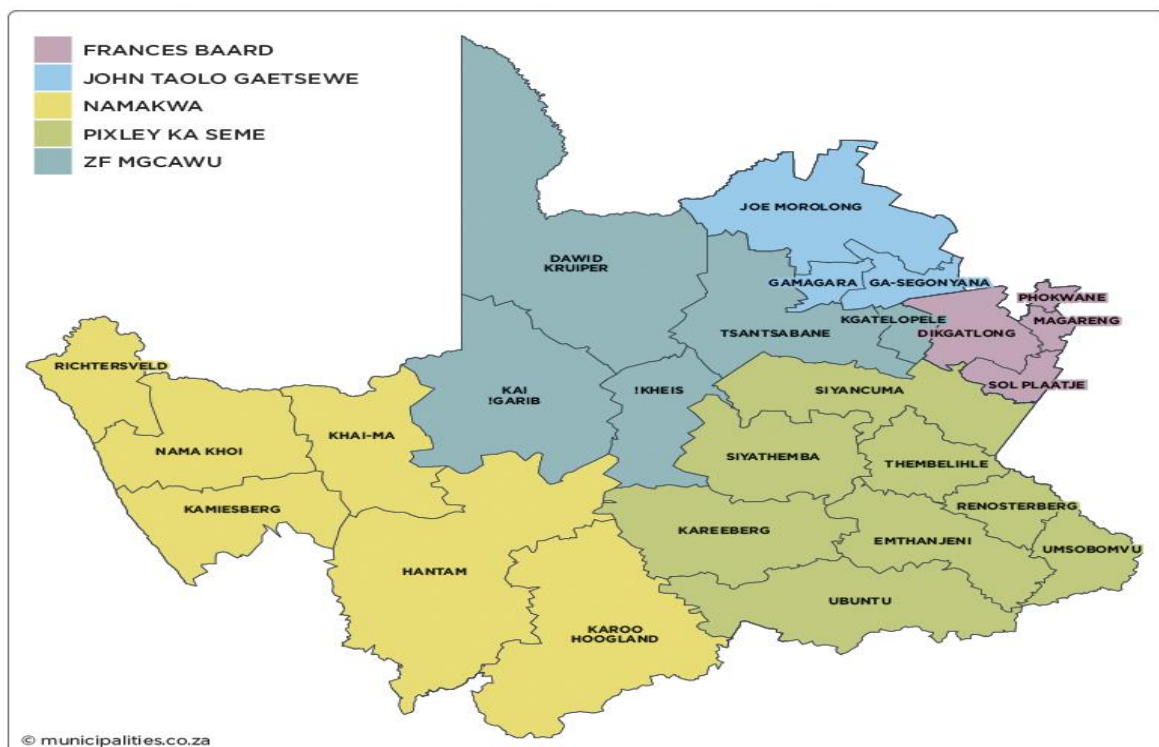 FRANCES BAARD
JOHN TAOLO GAETSEWE
NAMAKWA
PIXLEY KA SEME
ZF MGCAWU
JOE MOROLONG
DAWID
KRUIPER
GAMAGARA
GA-SEGONYANA
PHOKWANE
KGATELOPELE
MAGARENG
TSANTSABANE
DIKGATLONG
RICHTERSVELD
SOL PLAATJE
KAI
!GARIB
!KHEIS
SIYANCUMA
KHAI-MA
NAMA KHOI
SIYATHEMBA
THEMBELIHLE
KAMIESBERG
RENOSTERBERG
KAREEBERG
EMTHANJENI
UMSOBOMVU
HANTAM
UBUNTU
KAROO
HOOGLAND
© municipalities.co.za